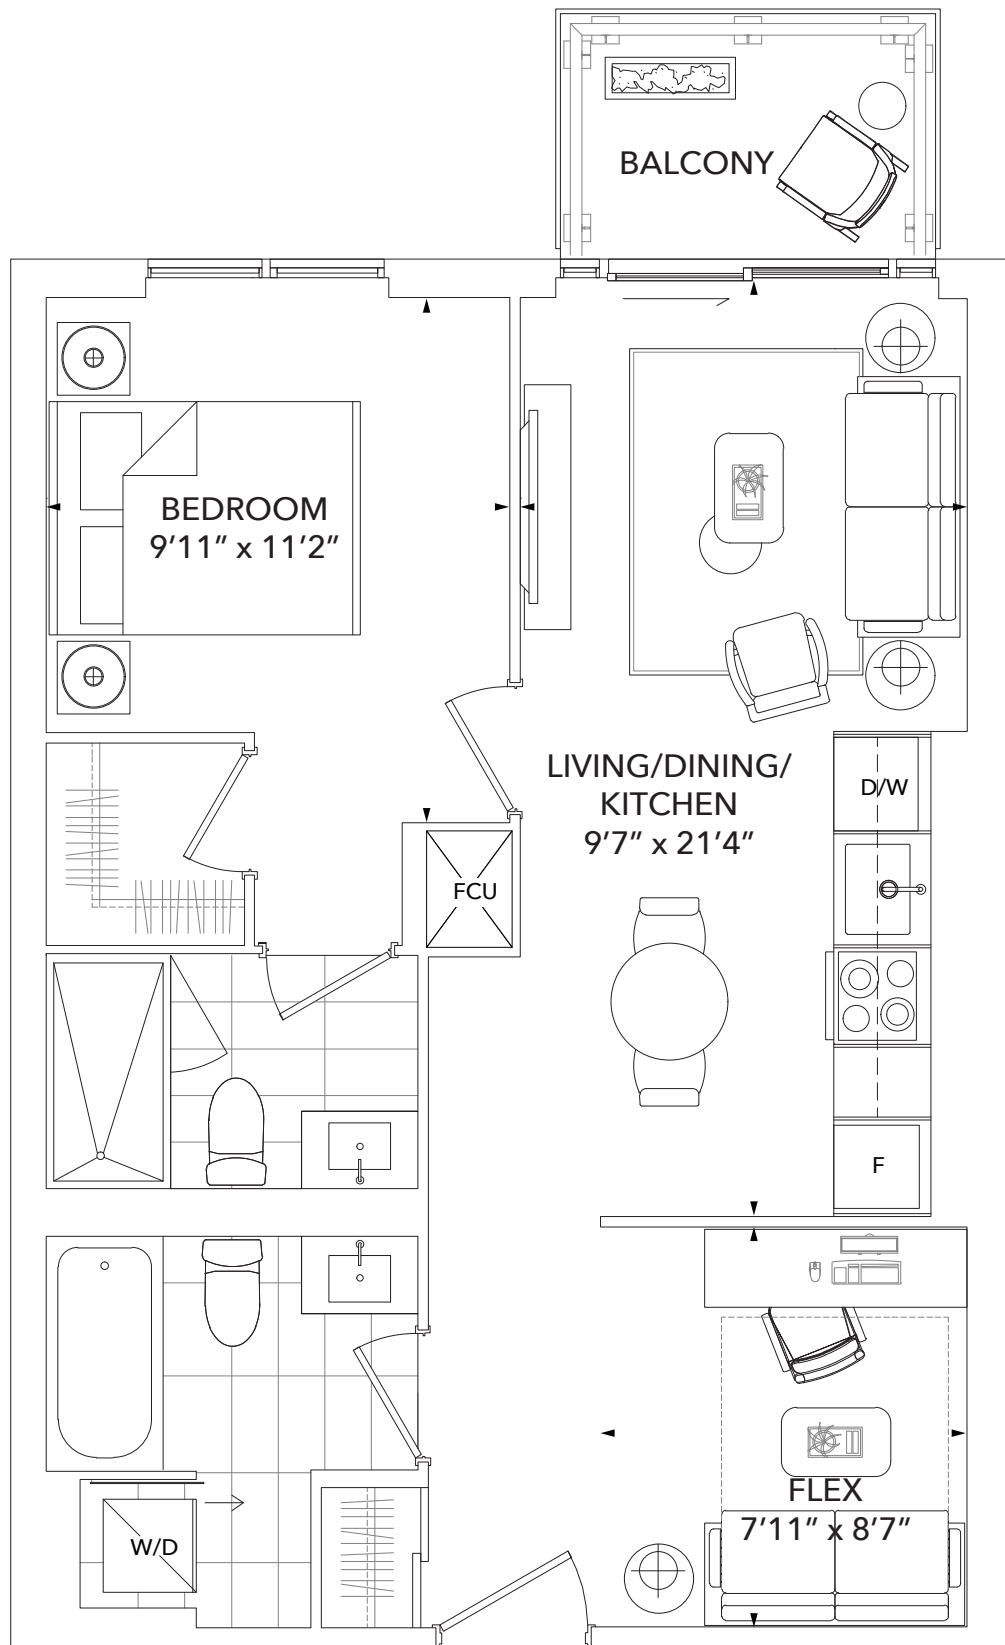 BALCONY
BEDROOM
9’11” x 11’2”
LIVING/DINING/
KITCHEN
9’7” x 21’4”
D/W
FCU
F
FLEX
7’11” x 8’7”
W/D